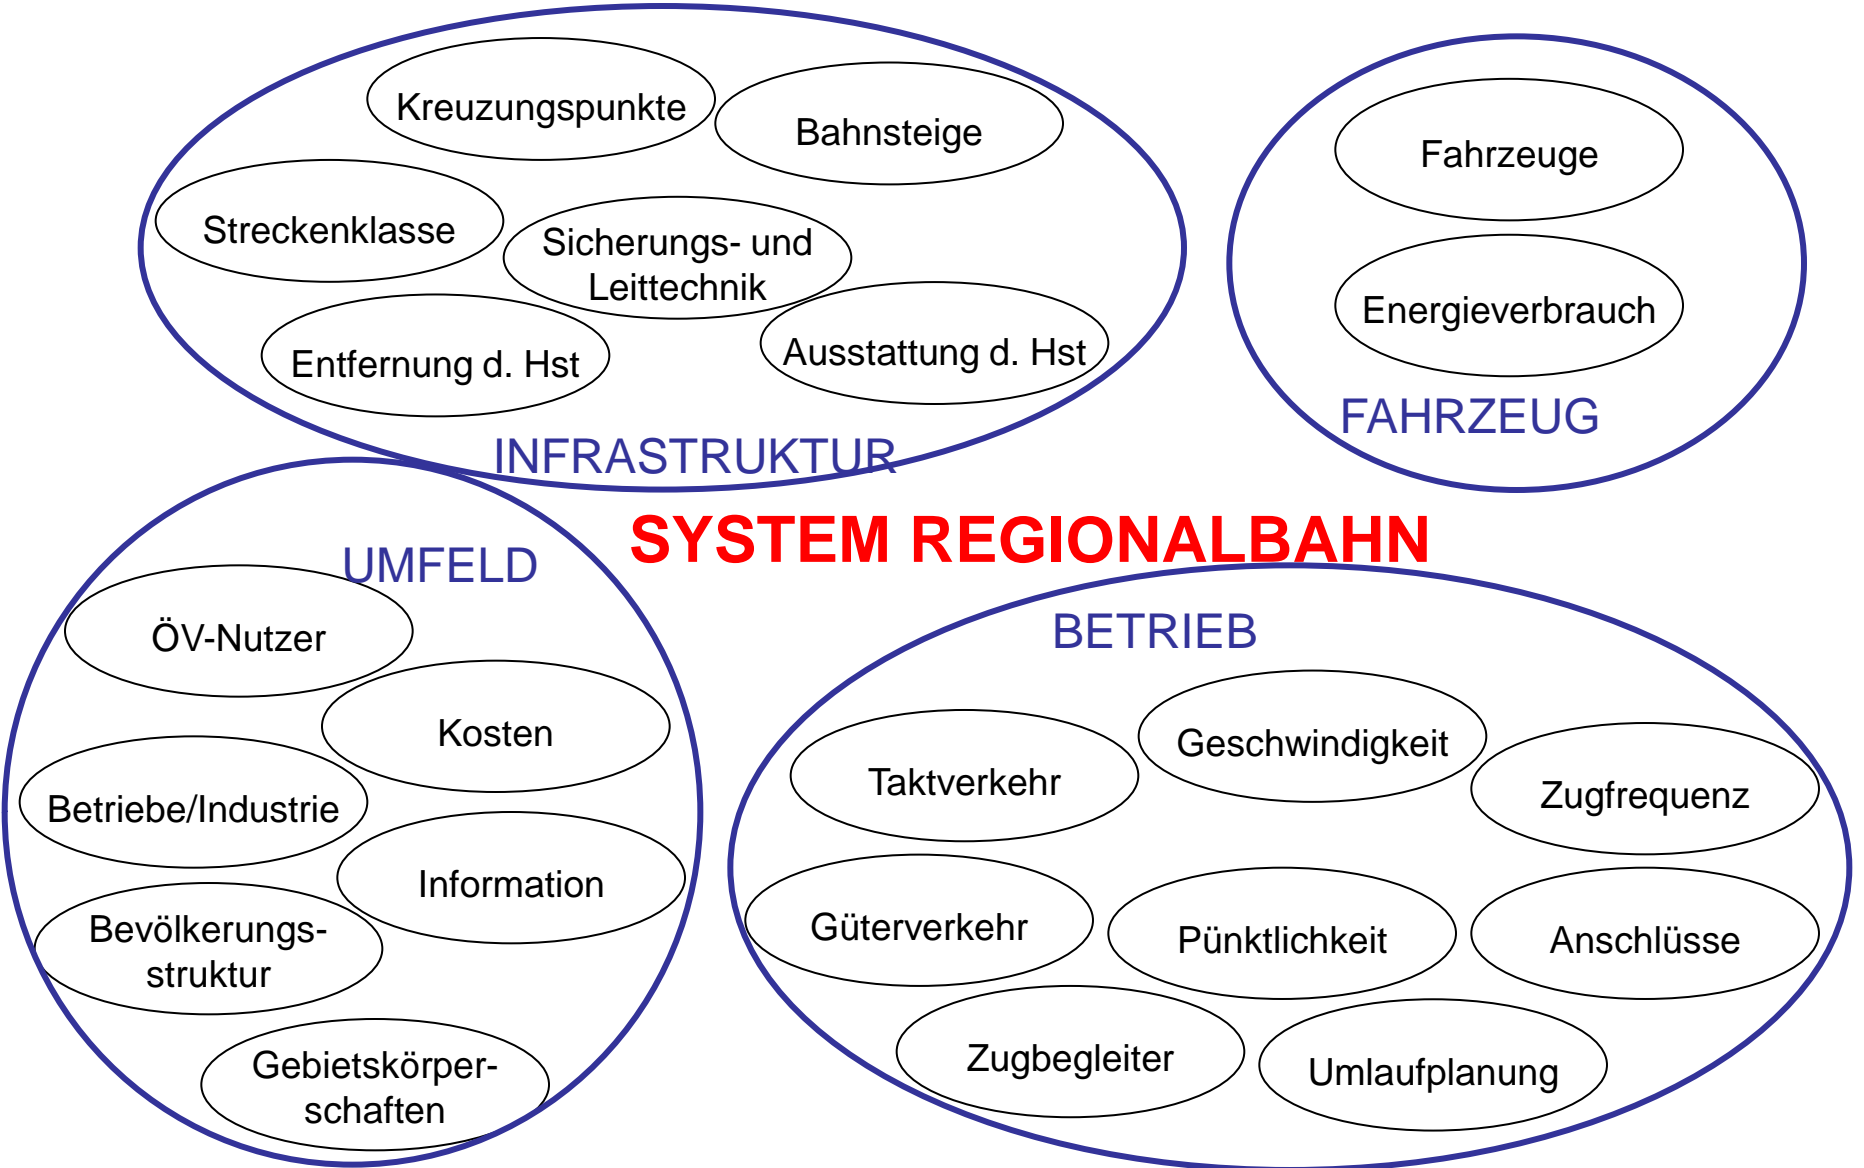 Kreuzungspunkte
Bahnsteige
Streckenklasse
Sicherungs- und
Leittechnik
Entfernung d. Hst
Ausstattung d. Hst
INFRASTRUKTUR
Fahrzeuge
Energieverbrauch
FAHRZEUG
SYSTEM REGIONALBAHN
UMFELD
ÖV-Nutzer
Kosten
Betriebe/Industrie
Information
Bevölkerungs-
struktur
Gebietskörper-
schaften
BETRIEB
Geschwindigkeit
Taktverkehr
Zugfrequenz
Güterverkehr
Pünktlichkeit
Anschlüsse
Zugbegleiter
Umlaufplanung